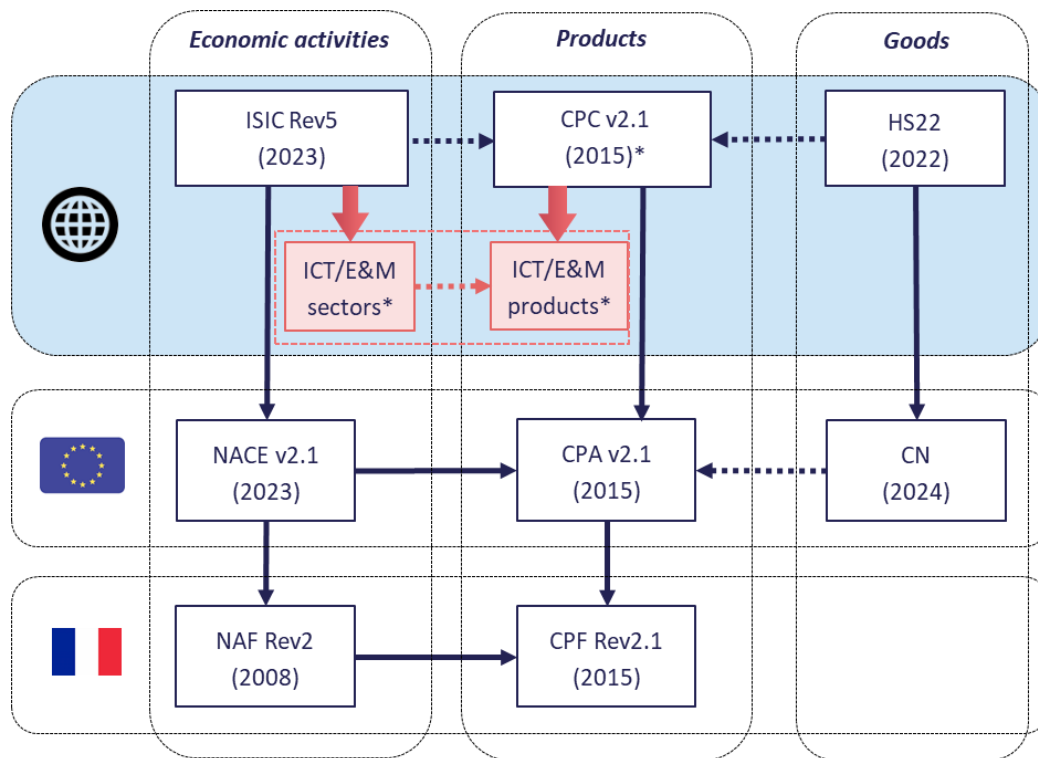 Economic activities
Products
Goods
ISIC Rev5
(2023)
CPC v2.1
(2015)*
HS22
(2022)
ICT/E&M
sectors*
ICT/E&M
products*
NACE v2.1
(2023)
CPA v2.1
(2015)
CN
(2024)
NAF Rev2
(2008)
CPF Rev2.1
(2015)